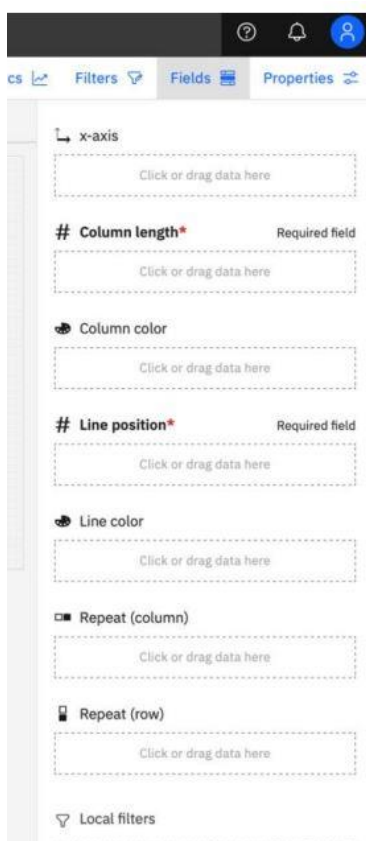 cs
Filters
Fields
Properties
x-axis
Click or drag data here
# Column length*
Required field
Click or drag data here
Column color
Click or drag data here
# Line position*
Required field
Click or drag data here
Line color
Click or drag data here
Repeat (column)
Click or drag data here
Repeat (row)
Click or drag data here
Local filters